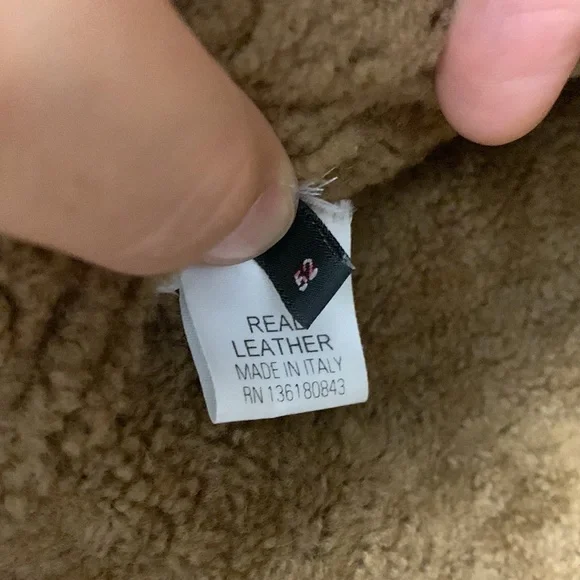 REAL
LEATHER
MADE IN ITALY
RN 136180843